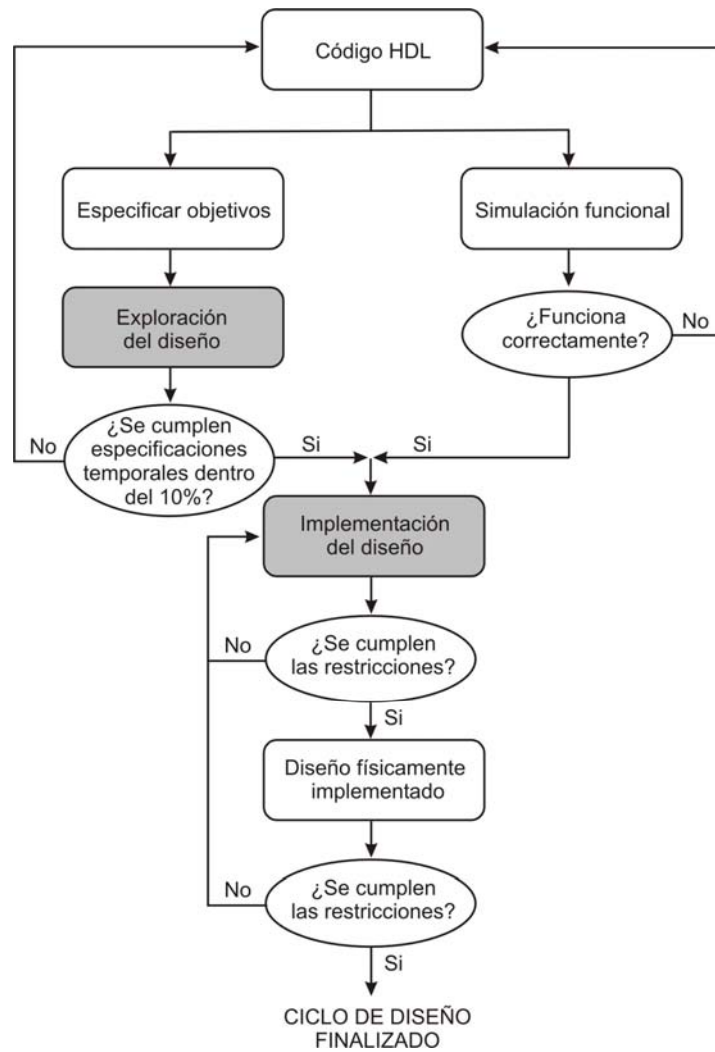 Código HDL
Especificar objetivos
Simulación funcional
Exploración
del diseño
¿Funciona
correctamente?
No
No
¿Se cumplen
especificaciones
temporales dentro
del 10%?
Si
Si
Implementación
del diseño
No
¿Se cumplen
las restricciones?
Si
Diseño físicamente
implementado
No
¿Se cumplen
las restricciones?
Si
CICLO DE DISEÑO
FINALIZADO